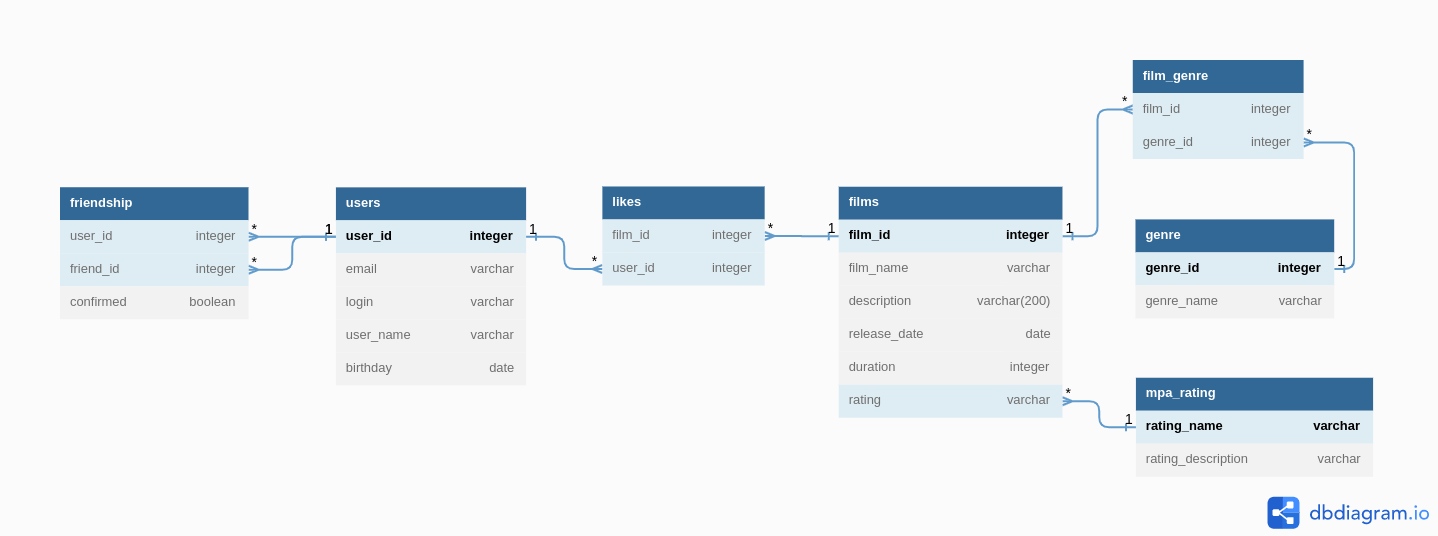 friendship
user_id integer
friend_id integer
confirmed boolean
* 
*
1
users
user_id integer
email varchar
login varchar
user_name varchar
birthday date
1
*
likes
film_id integer
user_id integer
*
1
films
film_id integer
film_name varchar
description varchar(200)
release_date date
duration integer
rating varchar
1
*
*
1
film_genre
film_id integer
genre_id integer
*
1
genre
genre_id integer
genre_name varchar
mpa_rating
rating_name varchar
rating_description varchar
dbdiagram.io